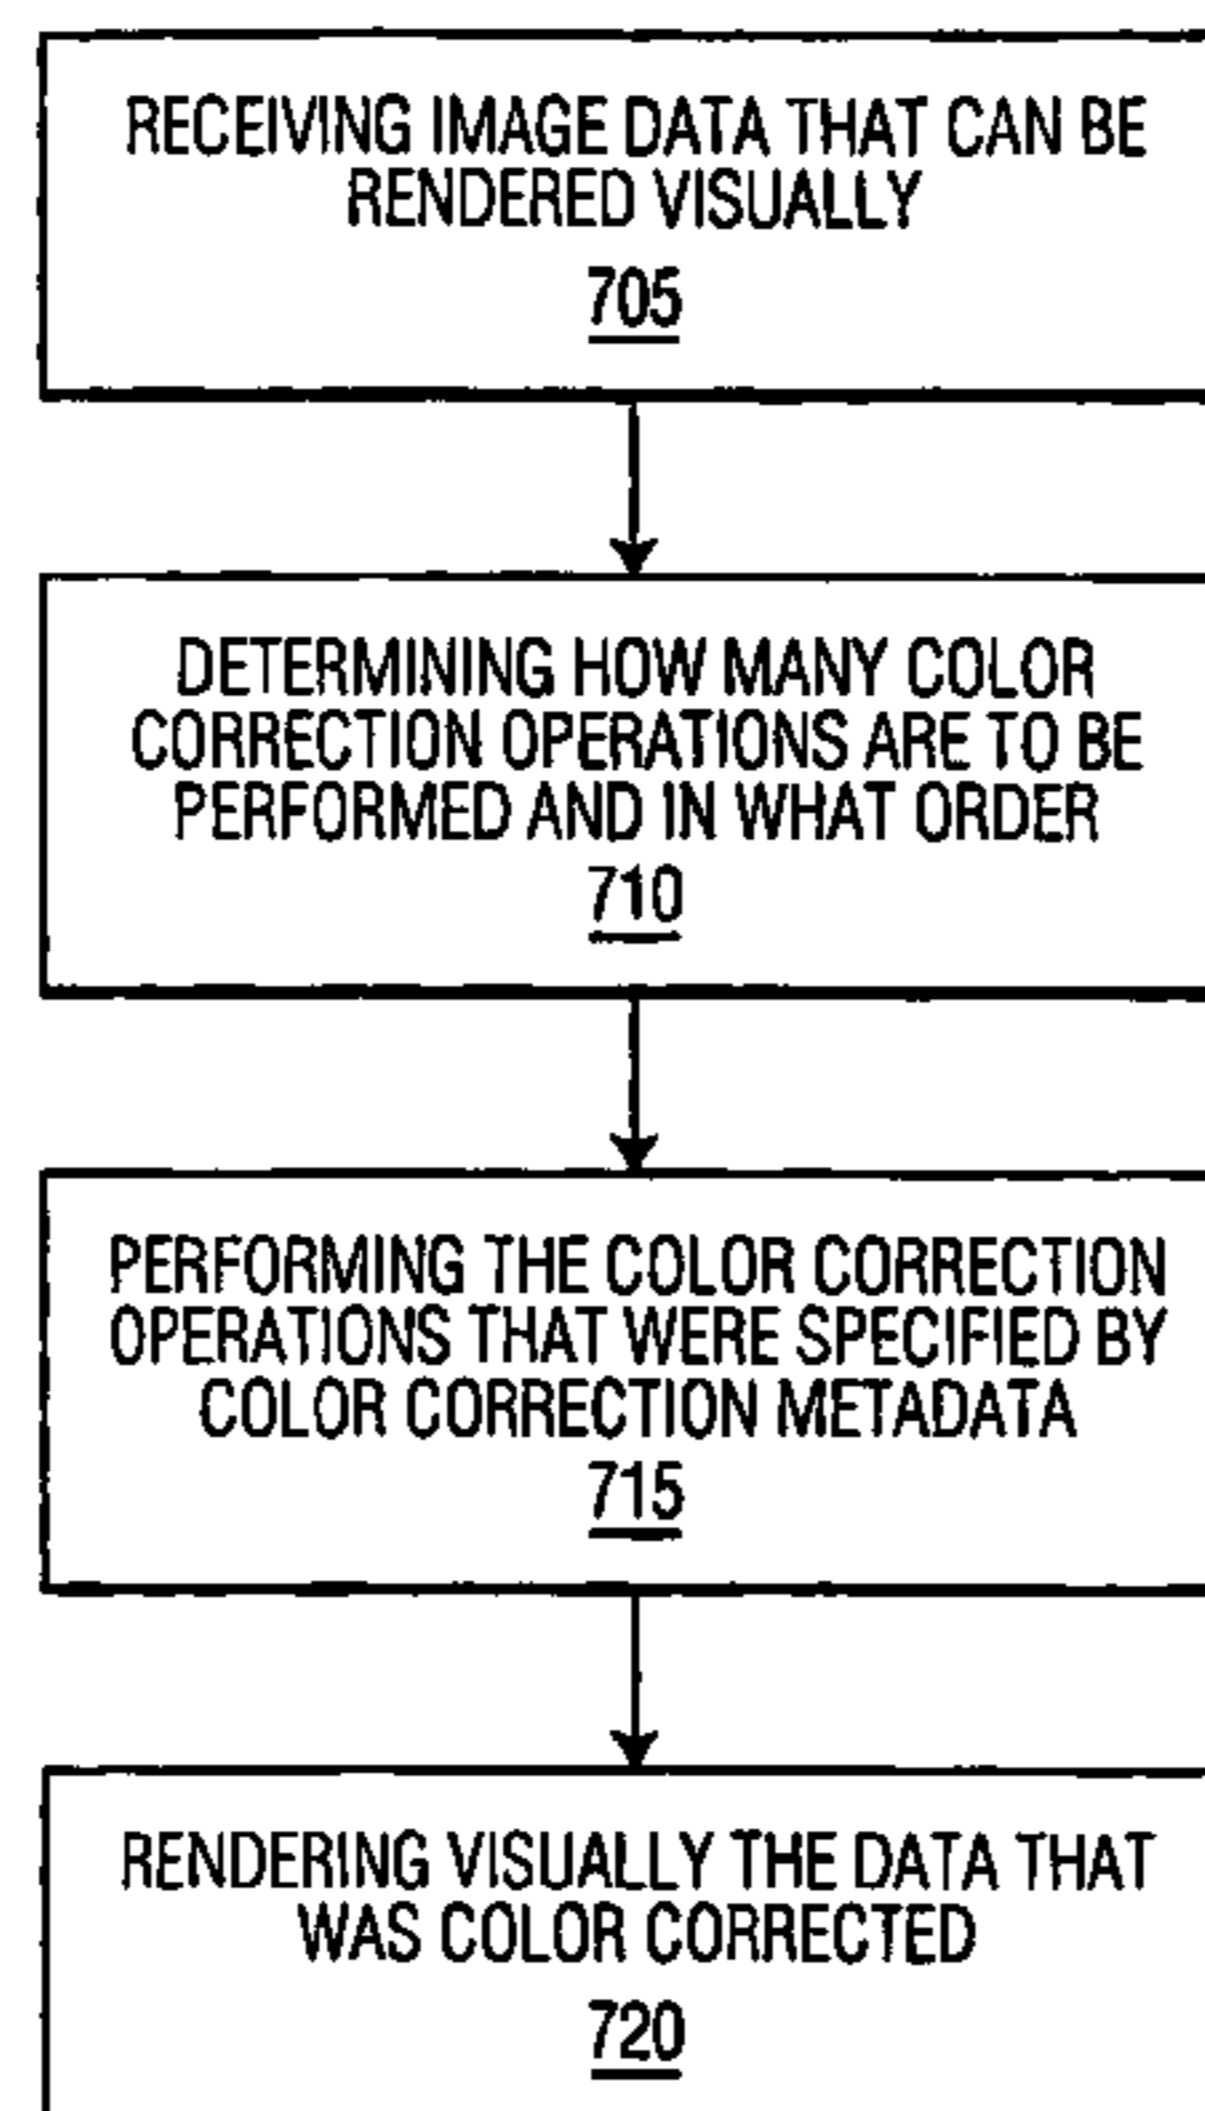 RECEIVING IMAGE DATA THAT CAN BE
RENDERED VISUALLY
705
DETERMINING HOW MANY COLOR
CORRECTION OPERATIONS ARE TO BE
PERFORMED AND IN WHAT ORDER
710
PERFORMING THE COLOR CORRECTION
OPERATIONS THAT WERE SPECIFIED BY
COLOR CORRECTION METADATA
715
RENDERING VISUALLY THE DATA THAT
WAS COLOR CORRECTED
720